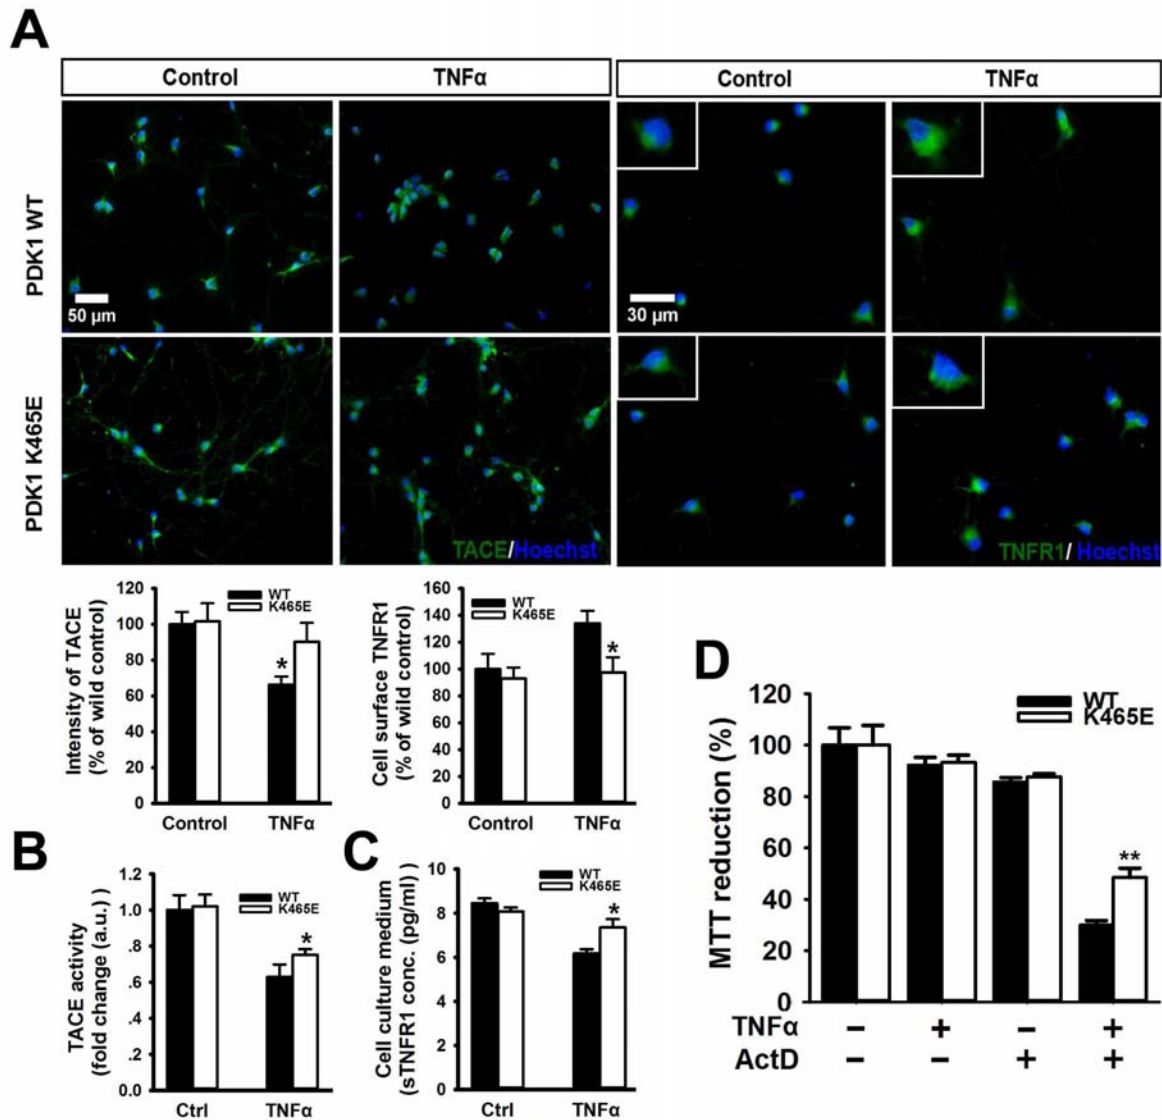 A
Control TNFα Control TNFα
PDK1 WT
50 µm
30 µm
PDK1 K465E
TACE/Hoechst
TNFR1/ Hoechst
Intensity of TACE
(% of wild control)
120
100
80
60
40
20
0
WT
K465E
*
Control TNFα
Cell surface TNFR1
(% of wild control)
160
140
120
100
80
60
40
20
0
WT
K465E
*
Control TNFα
B
TACE activity
(fold change (a.u.) )
1.2
1.0
.8
.6
.4
.2
0.0
WT
K465E
*
Ctrl TNFα
C
Cell culture medium
(sTNFR1 conc. (pg/ml) )
10
8
6
4
2
0
WT
K465E
*
Ctrl TNFα
D
MTT reduction (%)
120
100
80
60
40
20
0
WT
K465E
**
TNFα − + − +
ActD − − + +